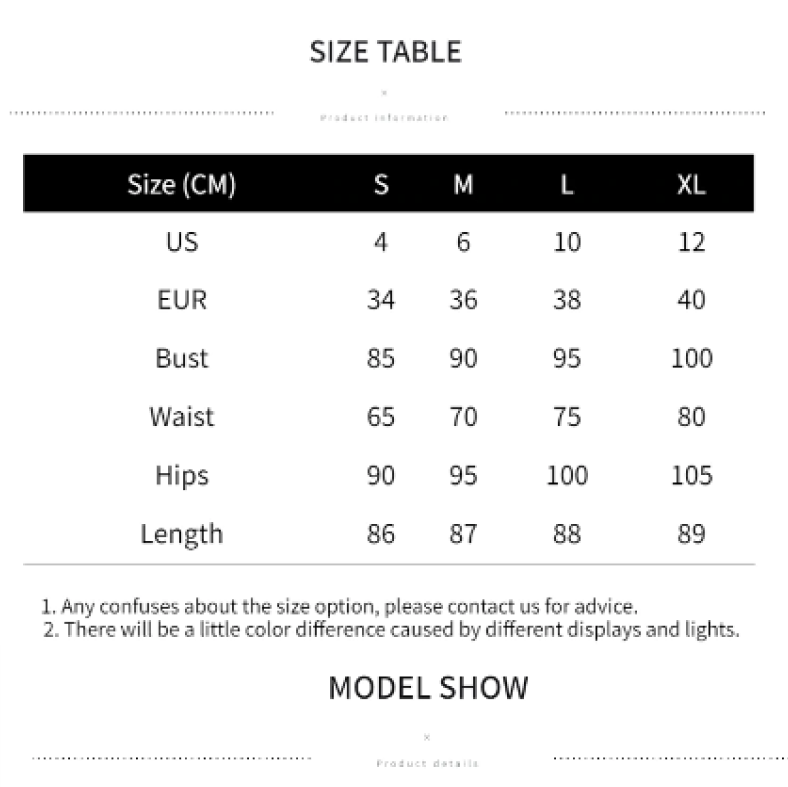 SIZE TABLE
×
Product information
Size (CM) S M L XL
US 4 6 10 12
EUR 34 36 38 40
Bust 85 90 95 100
Waist 65 70 75 80
Hips 90 95 100 105
Length 86 87 88 89
1. Any confuses about the size option, please contact us for advice.
2. There will be a little color difference caused by different displays and lights.
MODEL SHOW
×
Product details